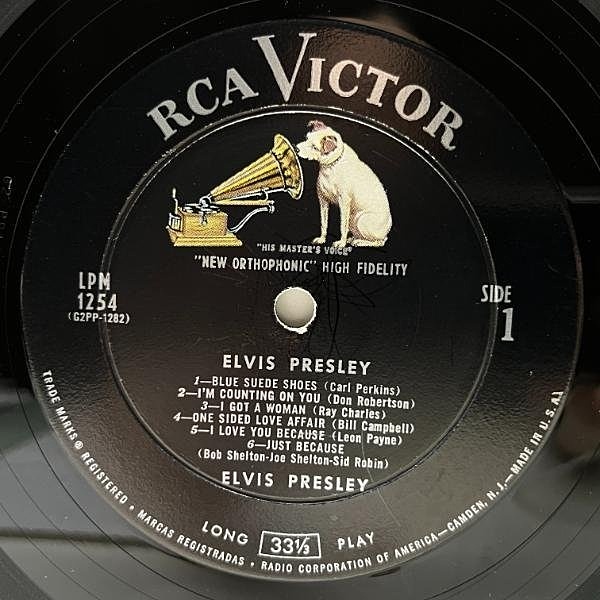 RCA VICTOR
"HIS MASTER'S VOICE"
"NEW ORTHOPHONIC" HIGH FIDELITY
LPM
1254
(G2PP-1282)
SIDE
1
ELVIS PRESLEY
1—BLUE SUEDE SHOES (Carl Perkins)
2—I'M COUNTING ON YOU (Don Robertson)
3—I GOT A WOMAN (Ray Charles)
4—ONE SIDED LOVE AFFAIR (Bill Campbell)
5—I LOVE YOU BECAUSE (Leon Payne)
6—JUST BECAUSE
(Bob Shelton-Joe Shelton-Sid Robin)
ELVIS PRESLEY
LONG 33⅓ PLAY
TRADE MARKS ® REGISTERED • MARCAS REGISTRADAS • RADIO CORPORATION OF AMERICA—CAMDEN, N.J.—MADE IN U.S.A.